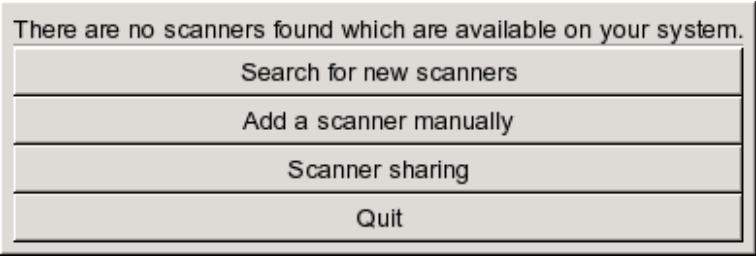 There are no scanners found which are available on your system.
Search for new scanners
Add a scanner manually
Scanner sharing
Quit